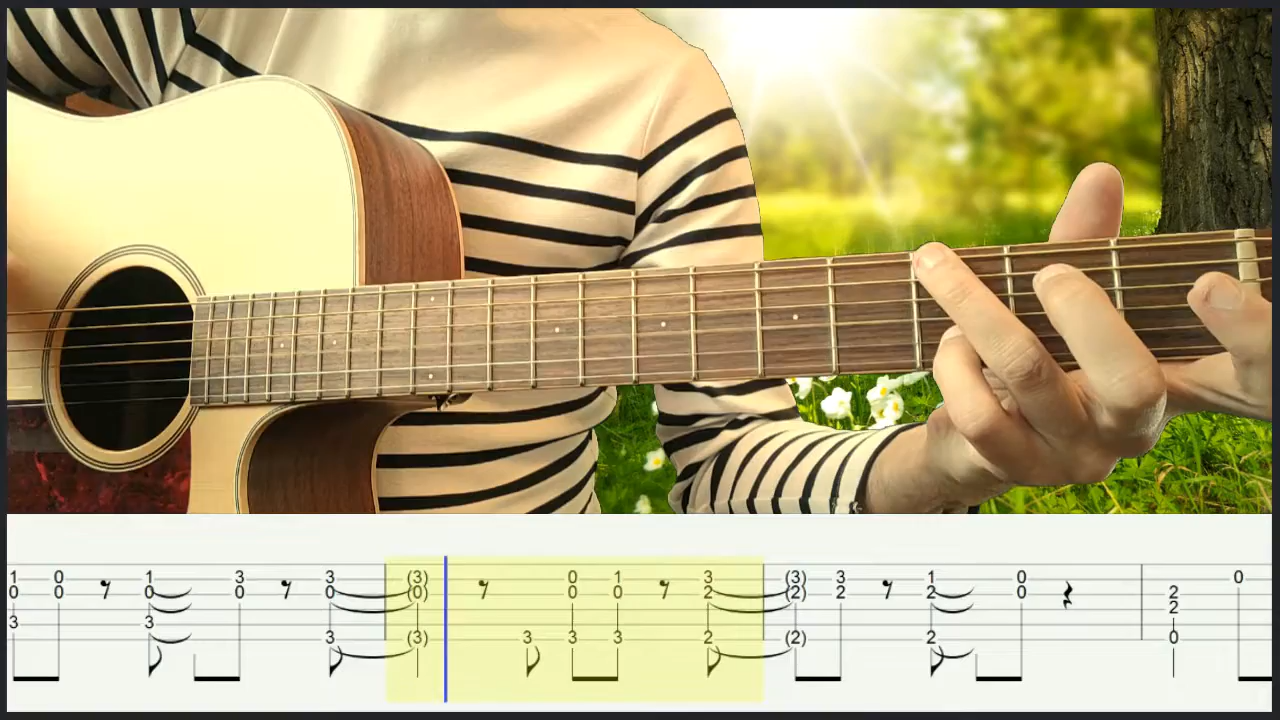 1 0 1 3 3 (3) 0 1 3 (3) 3 1 0 0
0 0 0 0 0 (0) 0 0 2 (2) 2 2 0 2
2
3 3
3 (3) 3 3 3 2 (2) 2 0